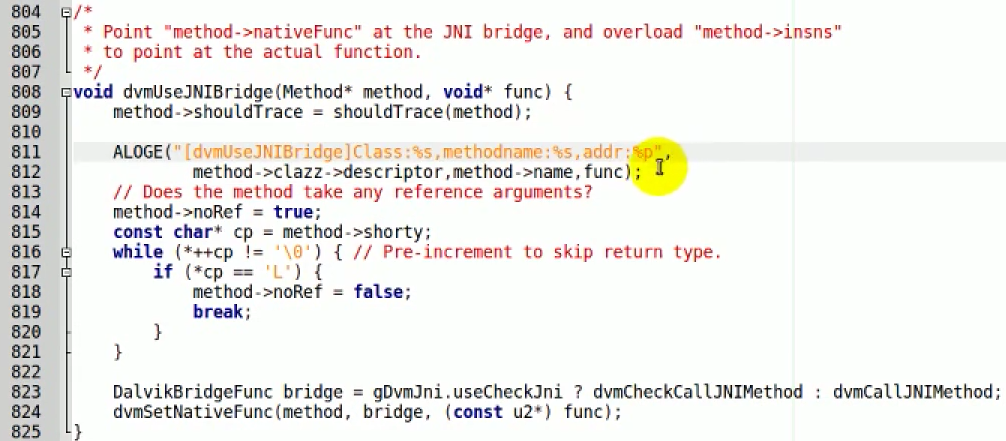 804 /*
805  * Point "method->nativeFunc" at the JNI bridge, and overload "method->insns"
806  * to point at the actual function.
807  */
808 void dvmUseJNIBridge(Method* method, void* func) {
809     method->shouldTrace = shouldTrace(method);
810
811     ALOGE("[dvmUseJNIBridge]Class:%s,methodname:%s,addr:%p",
812             method->clazz->descriptor,method->name,func);
813     // Does the method take any reference arguments?
814     method->noRef = true;
815     const char* cp = method->shorty;
816     while (*++cp != '\0') { // Pre-increment to skip return type.
817         if (*cp == 'L') {
818             method->noRef = false;
819             break;
820         }
821     }
822
823     DalvikBridgeFunc bridge = gDvmJni.useCheckJni ? dvmCheckCallJNIMethod : dvmCallJNIMethod;
824     dvmSetNativeFunc(method, bridge, (const u2*) func);
825 }